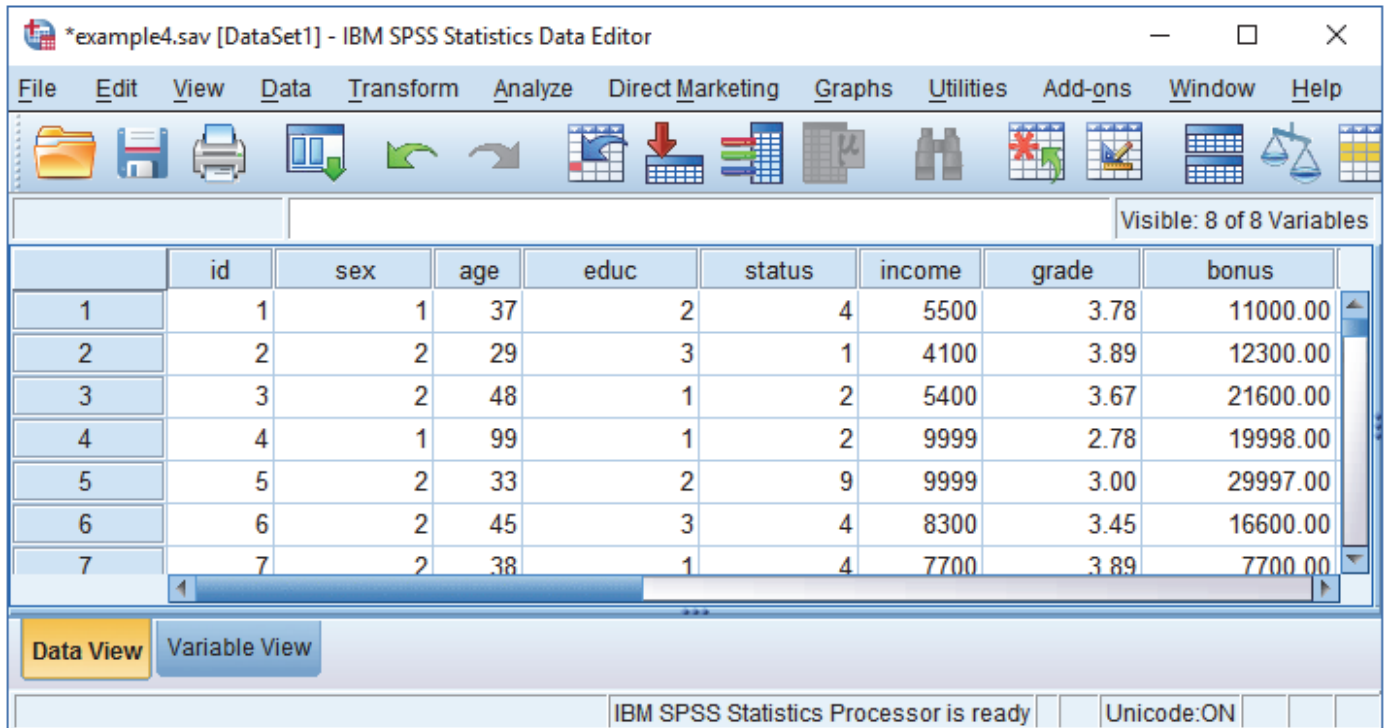 *example4.sav [DataSet1] - IBM SPSS Statistics Data Editor
File Edit View Data Transform Analyze Direct Marketing Graphs Utilities Add-ons Window Help
μ
Visible: 8 of 8 Variables
id sex age educ status income grade bonus
1 1 1 37 2 4 5500 3.78 11000.00
2 2 2 29 3 1 4100 3.89 12300.00
3 3 2 48 1 2 5400 3.67 21600.00
4 4 1 99 1 2 9999 2.78 19998.00
5 5 2 33 2 9 9999 3.00 29997.00
6 6 2 45 3 4 8300 3.45 16600.00
7 7 2 38 1 4 7700 3.89 7700.00
Data View Variable View
IBM SPSS Statistics Processor is ready Unicode:ON